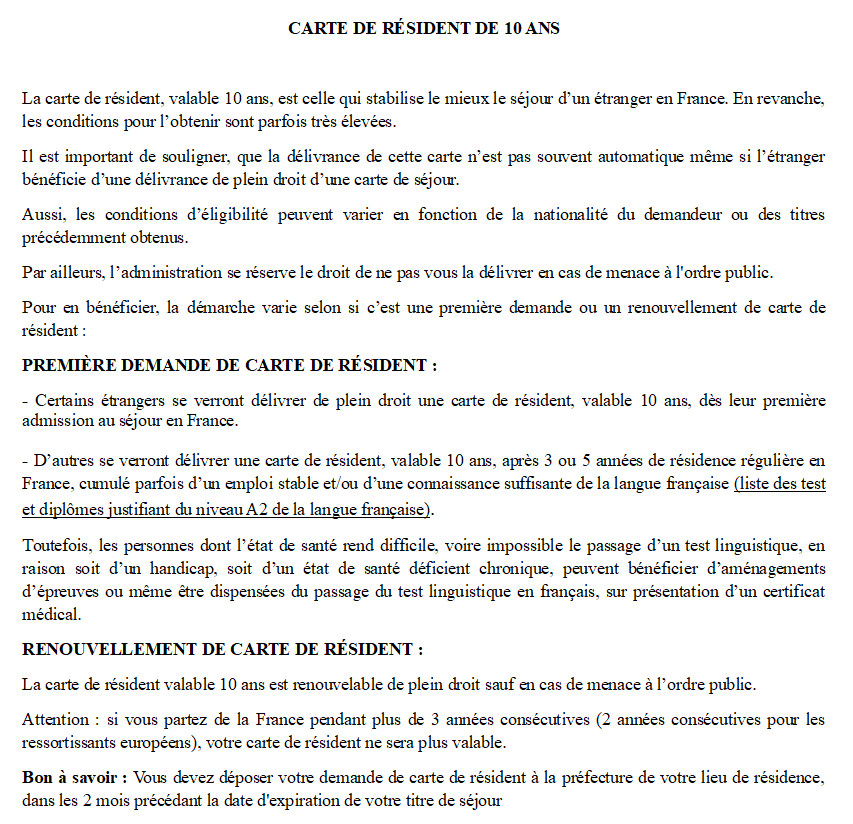 CARTE DE RÉSIDENT DE 10 ANS
La carte de résident, valable 10 ans, est celle qui stabilise le mieux le séjour d’un étranger en France. En revanche,
les conditions pour l’obtenir sont parfois très élevées.
Il est important de souligner, que la délivrance de cette carte n’est pas souvent automatique même si l’étranger
bénéficie d’une délivrance de plein droit d’une carte de séjour.
Aussi, les conditions d’éligibilité peuvent varier en fonction de la nationalité du demandeur ou des titres
précédemment obtenus.
Par ailleurs, l’administration se réserve le droit de ne pas vous la délivrer en cas de menace à l'ordre public.
Pour en bénéficier, la démarche varie selon si c’est une première demande ou un renouvellement de carte de
résident :
PREMIÈRE DEMANDE DE CARTE DE RÉSIDENT :
- Certains étrangers se verront délivrer de plein droit une carte de résident, valable 10 ans, dès leur première
admission au séjour en France.
- D’autres se verront délivrer une carte de résident, valable 10 ans, après 3 ou 5 années de résidence régulière en
France, cumulé parfois d’un emploi stable et/ou d’une connaissance suffisante de la langue française (liste des test
et diplômes justifiant du niveau A2 de la langue française).
Toutefois, les personnes dont l’état de santé rend difficile, voire impossible le passage d’un test linguistique, en
raison soit d’un handicap, soit d’un état de santé déficient chronique, peuvent bénéficier d’aménagements
d’épreuves ou même être dispensées du passage du test linguistique en français, sur présentation d’un certificat
médical.
RENOUVELLEMENT DE CARTE DE RÉSIDENT :
La carte de résident valable 10 ans est renouvelable de plein droit sauf en cas de menace à l’ordre public.
Attention : si vous partez de la France pendant plus de 3 années consécutives (2 années consécutives pour les
ressortissants européens), votre carte de résident ne sera plus valable.
Bon à savoir : Vous devez déposer votre demande de carte de résident à la préfecture de votre lieu de résidence,
dans les 2 mois précédant la date d'expiration de votre titre de séjour